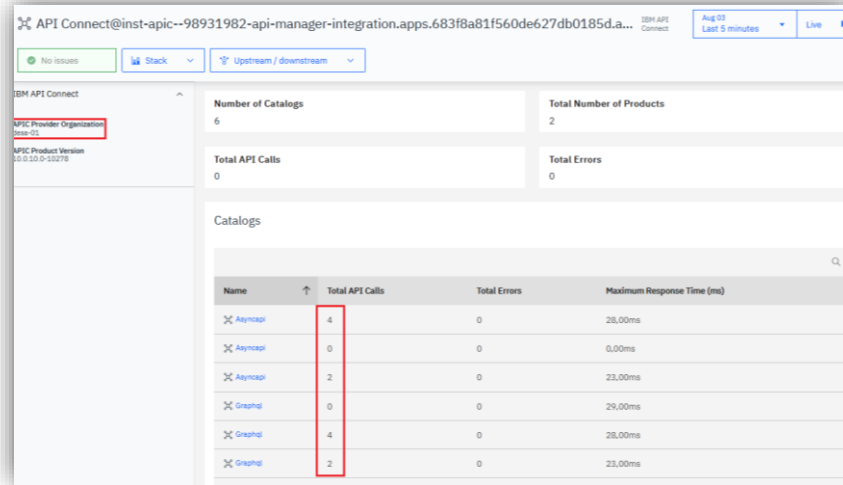 API Connect@inst-apic--98931982-api-manager-integration.apps.683f8a81f560de627db0185d.a...
IBM API Connect
Aug 03
Last 5 minutes
Live
No issues
Stack
Upstream / downstream
IBM API Connect
APIC Provider Organization
dese-01
APIC Product Version
10.0.10.0-10278
Number of Catalogs
6
Total Number of Products
2
Total API Calls
0
Total Errors
0
Catalogs
Name Total API Calls Total Errors Maximum Response Time (ms)
Asyncapi 4 0 28,00ms
Asyncapi 0 0 0,00ms
Asyncapi 2 0 23,00ms
Graphql 0 0 29,00ms
Graphql 4 0 28,00ms
Graphql 2 0 23,00ms